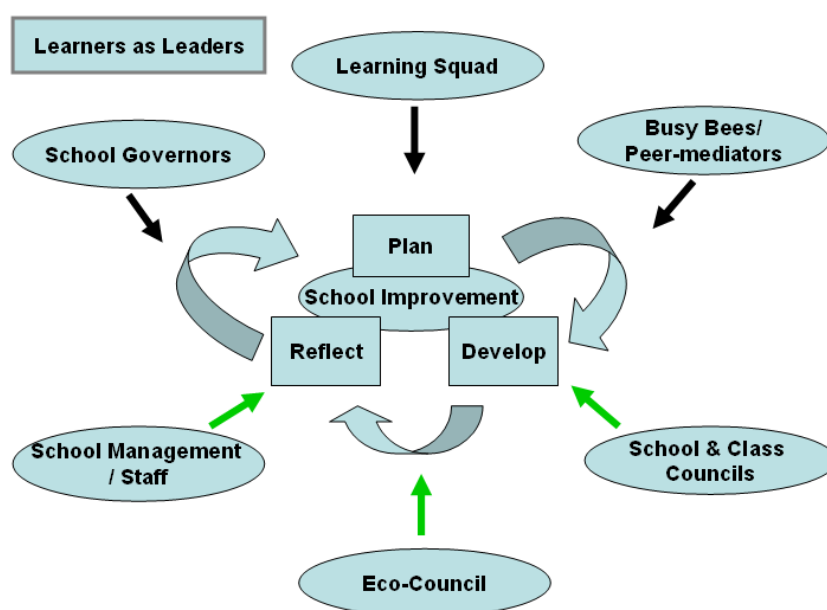 Learners as Leaders
Learning Squad
School Governors
Busy Bees/
Peer-mediators
Plan
School Improvement
Reflect
Develop
School Management
/ Staff
School & Class
Councils
Eco-Council